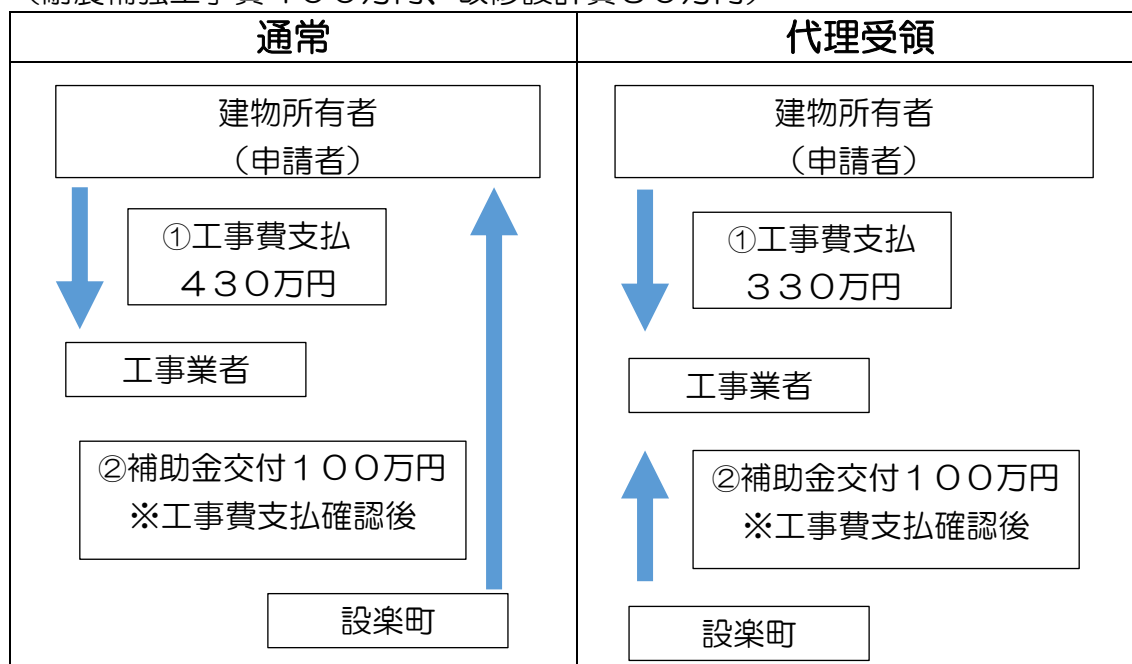 通常
建物所有者
（申請者）
①工事費支払
４３０万円
工事業者
②補助金交付１００万円
※工事費支払確認後
設楽町
代理受領
建物所有者
（申請者）
①工事費支払
３３０万円
工事業者
②補助金交付１００万円
※工事費支払確認後
設楽町